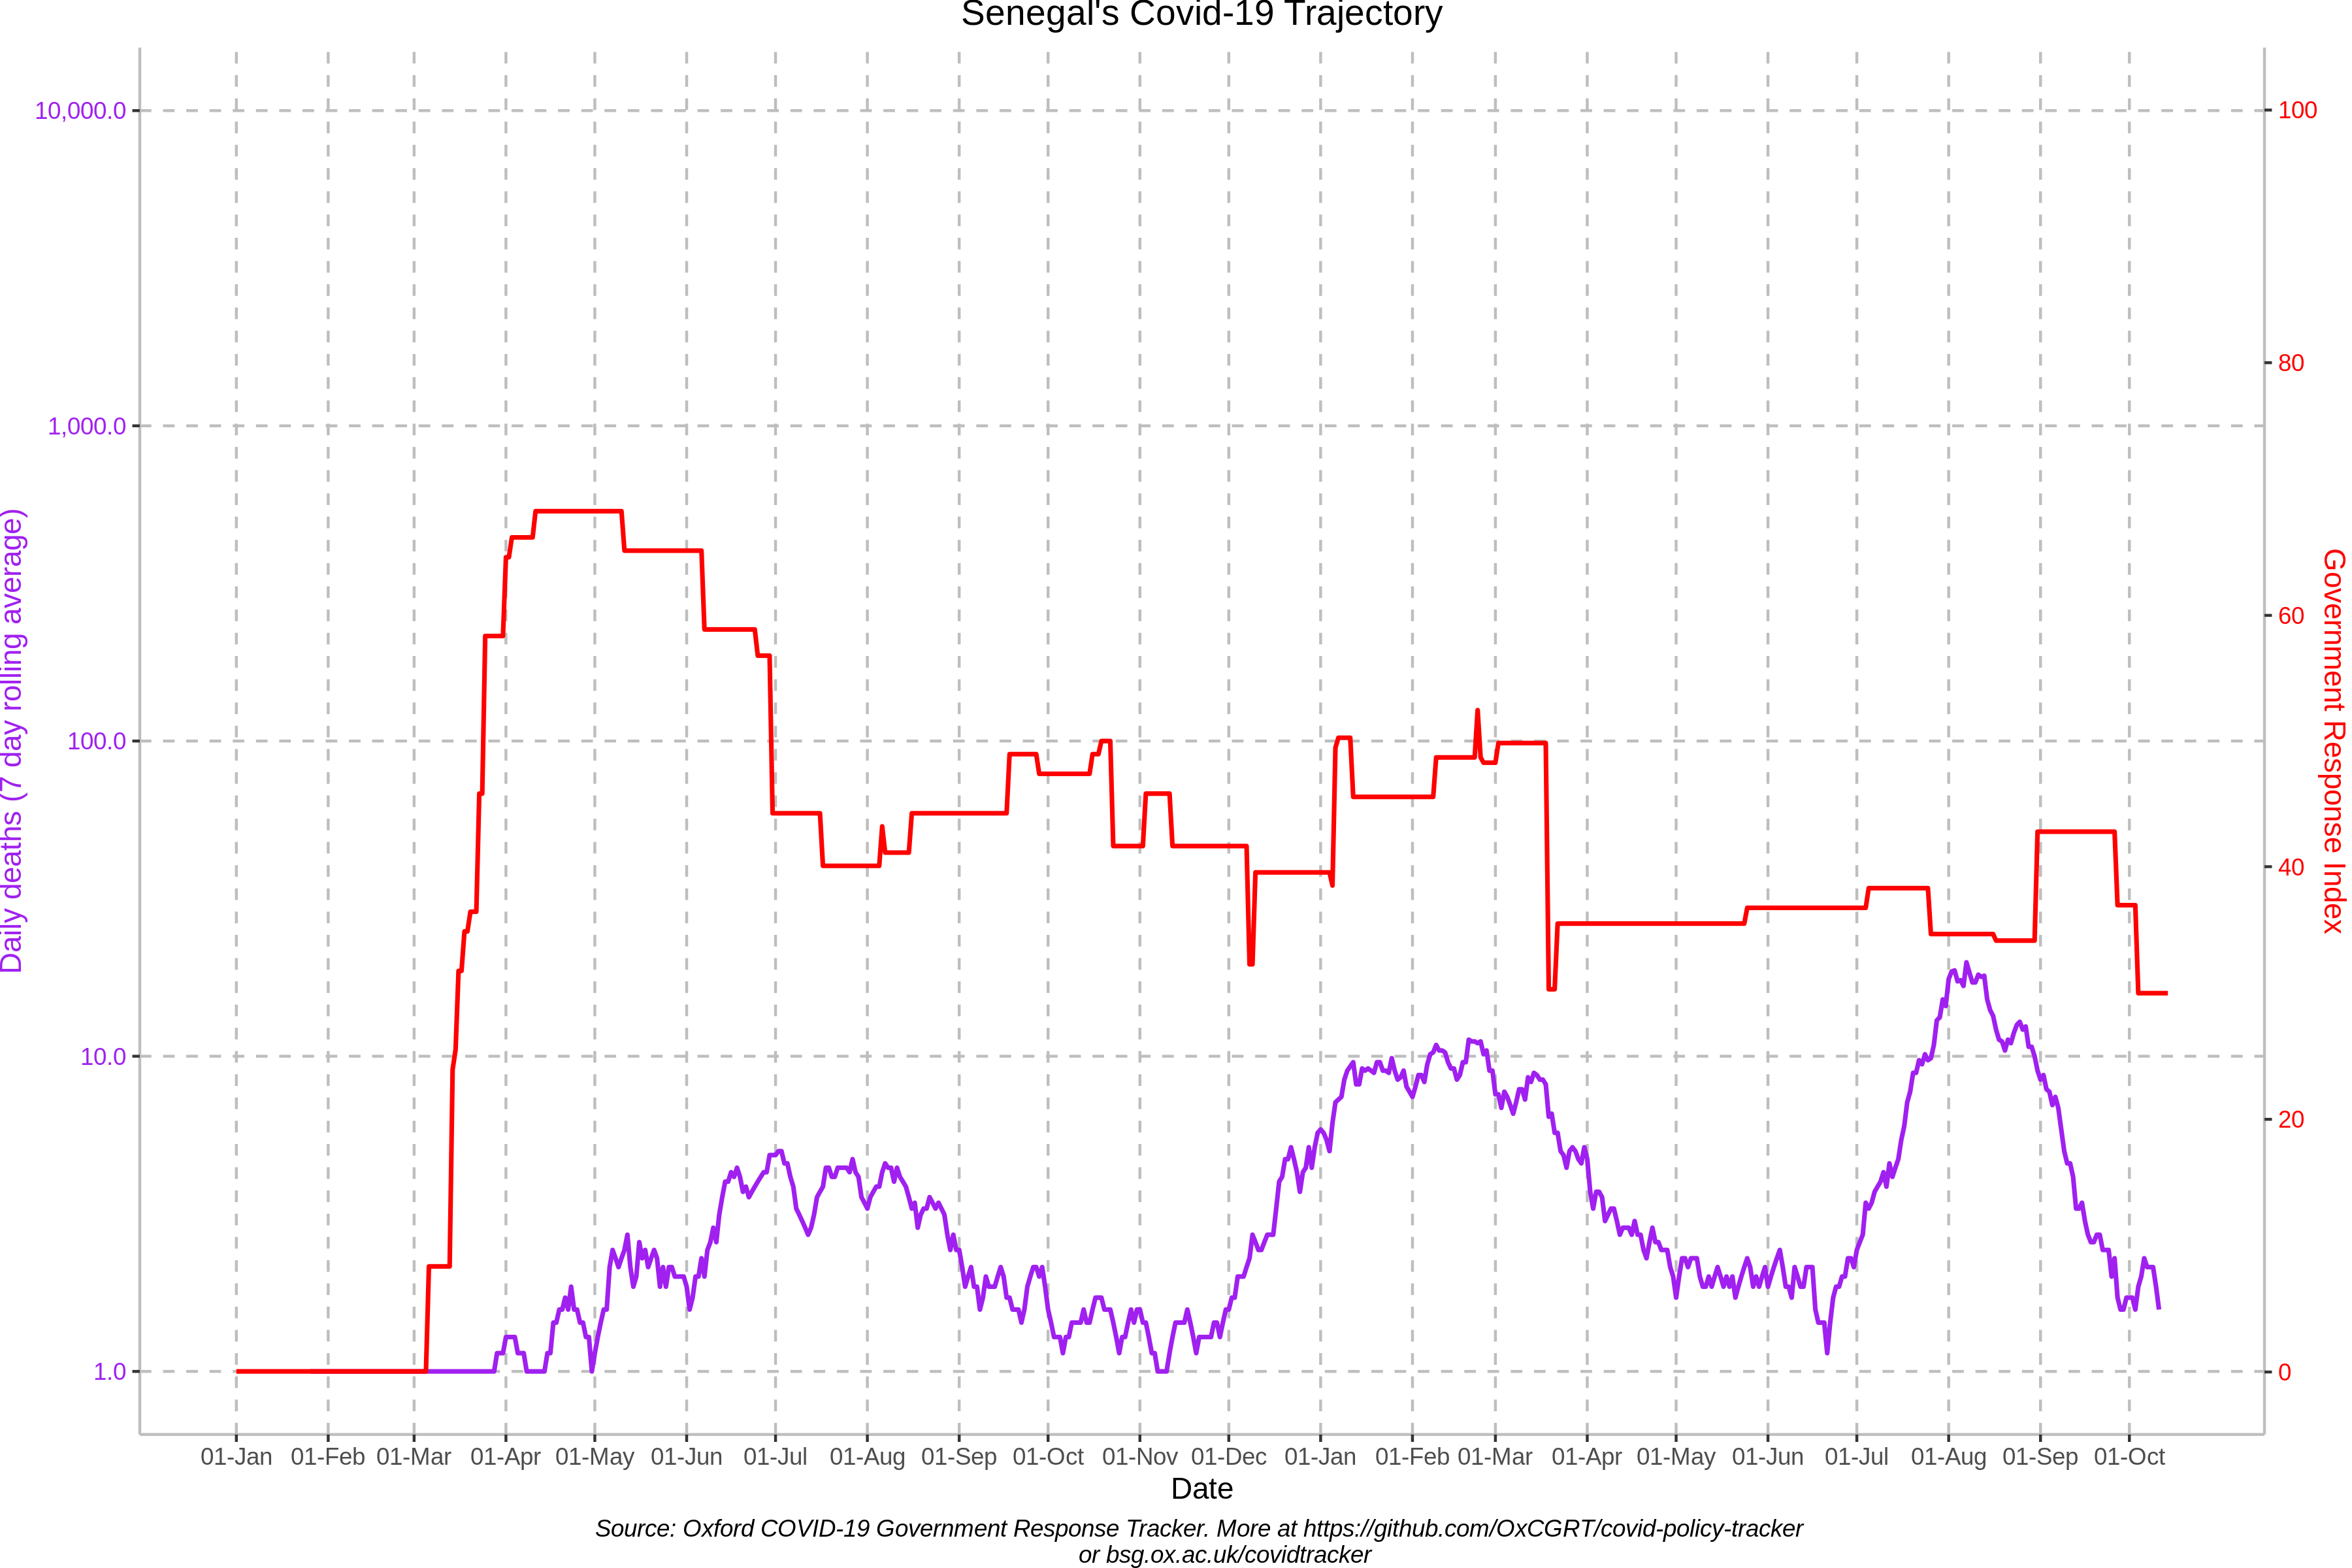 Senegal's Covid-19 Trajectory
10,000.0
1,000.0
100.0
10.0
1.0
Daily deaths (7 day rolling average)
100
80
60
40
20
0
Government Response Index
01-Jan 01-Feb 01-Mar 01-Apr 01-May 01-Jun 01-Jul 01-Aug 01-Sep 01-Oct 01-Nov 01-Dec 01-Jan 01-Feb 01-Mar 01-Apr 01-May 01-Jun 01-Jul 01-Aug 01-Sep 01-Oct
Date
Source: Oxford COVID-19 Government Response Tracker. More at https://github.com/OxCGRT/covid-policy-tracker
or bsg.ox.ac.uk/covidtracker